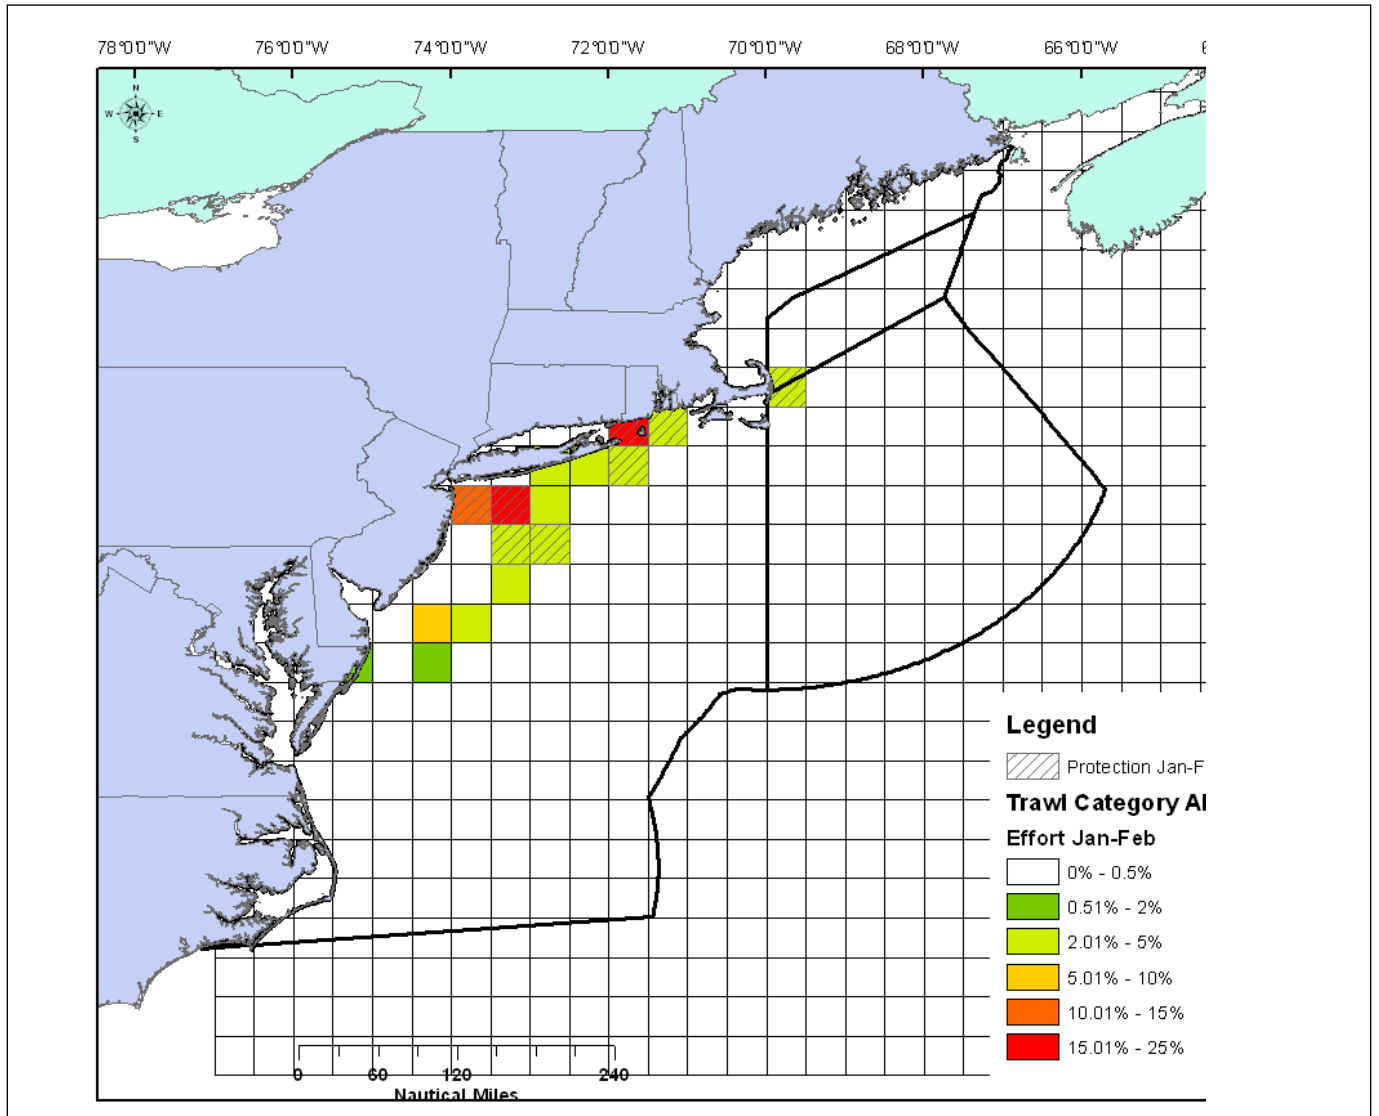 78°0'0"W 76°0'0"W 74°0'0"W 72°0'0"W 70°0'0"W 68°0'0"W 66°0'0"W 6
N
W E
S
Legend
Protection Jan-F
Trawl Category Al
Effort Jan-Feb
0% - 0.5%
0.51% - 2%
2.01% - 5%
5.01% - 10%
10.01% - 15%
15.01% - 25%
0 60 120 240
Nautical Miles